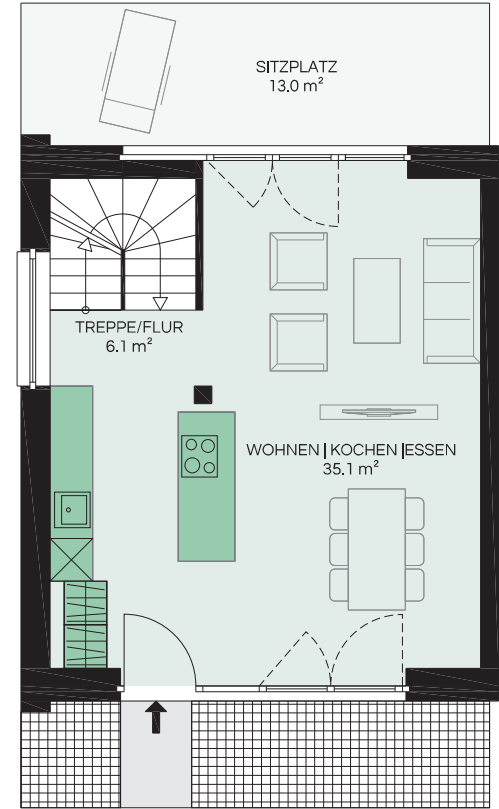 SITZPLATZ
13.0 m²
TREPPE/FLUR
6.1 m²
WOHNEN | KOCHEN | ESSEN
35.1 m²